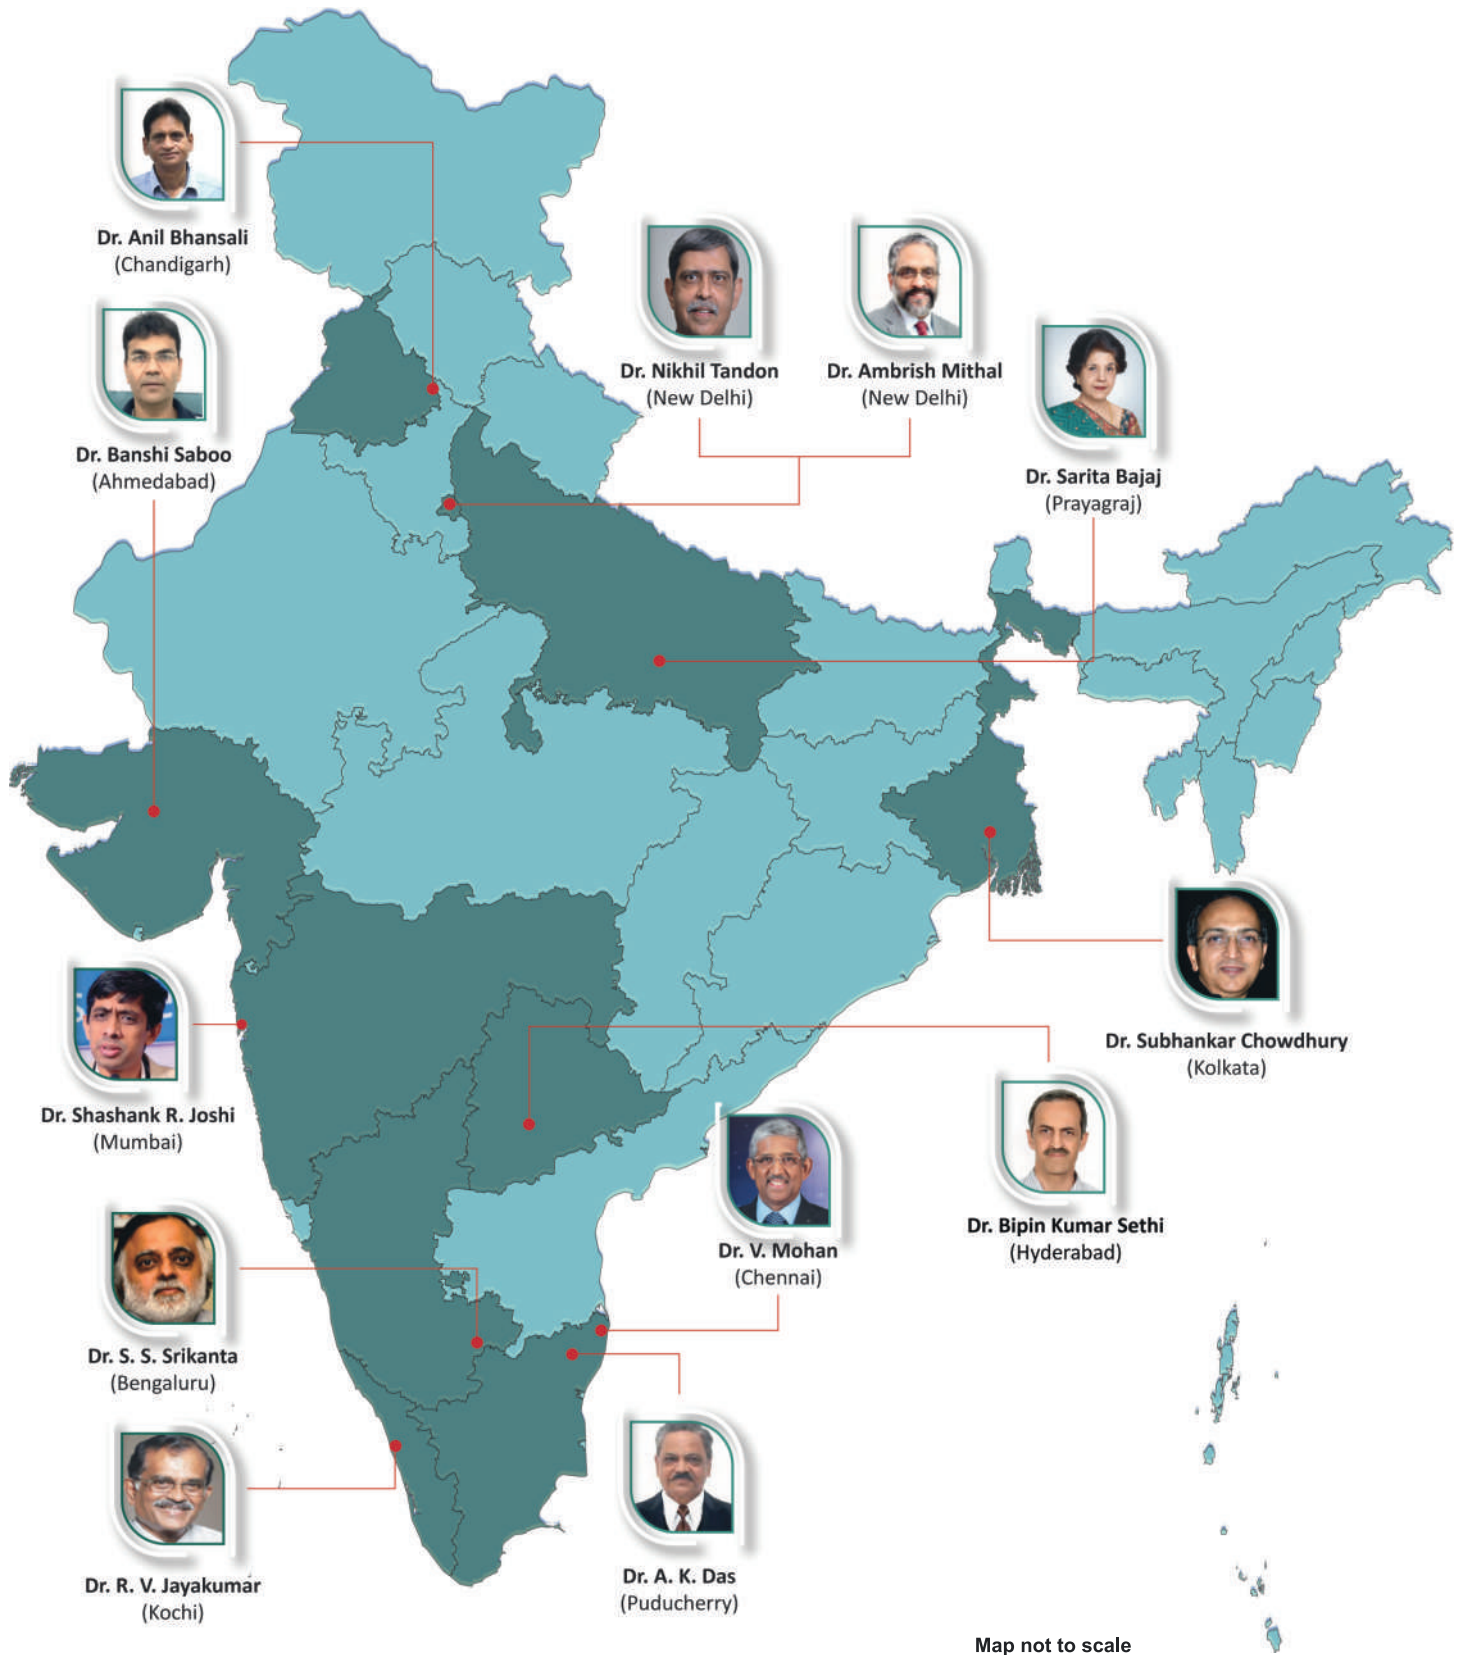 Dr. Anil Bhansali
(Chandigarh)
Dr. Nikhil Tandon
(New Delhi)
Dr. Ambrish Mithal
(New Delhi)
Dr. Banshi Saboo
(Ahmedabad)
Dr. Sarita Bajaj
(Prayagraj)
Dr. Subhankar Chowdhury
(Kolkata)
Dr. Shashank R. Joshi
(Mumbai)
Dr. Bipin Kumar Sethi
(Hyderabad)
Dr. V. Mohan
(Chennai)
Dr. S. S. Srikanta
(Bengaluru)
Dr. R. V. Jayakumar
(Kochi)
Dr. A. K. Das
(Puducherry)
Map not to scale